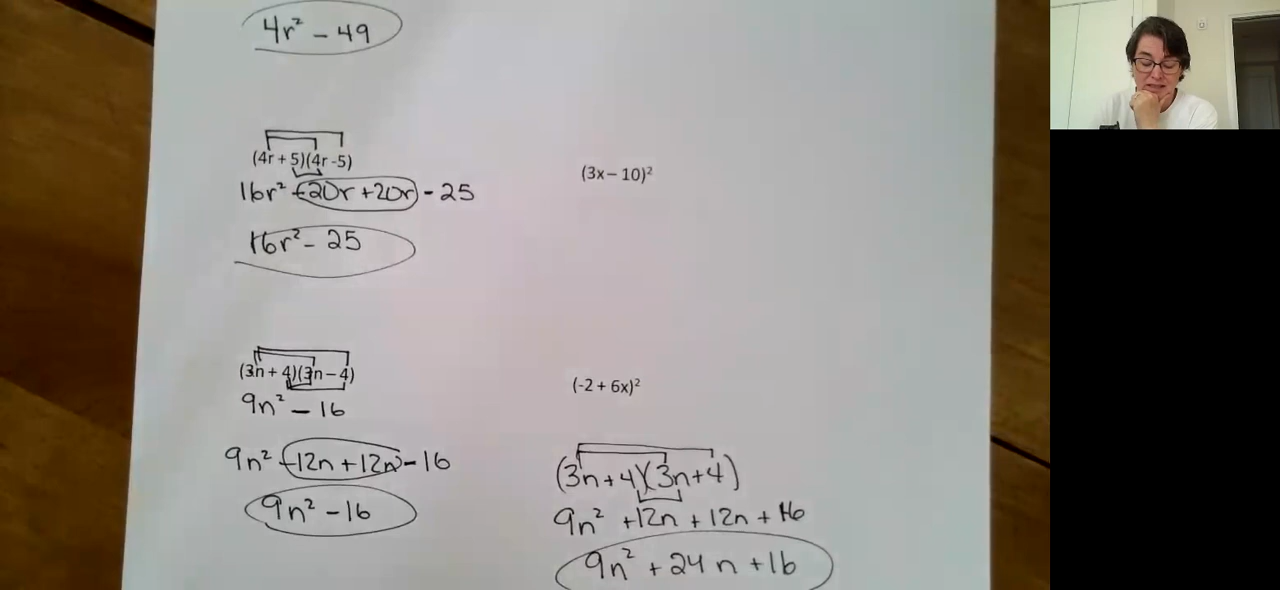 4r² - 49
(4r + 5)(4r -5)
16r² -20r +20r - 25
16r² - 25
(3n + 4)(3n – 4)
9n² - 16
9n² -12n +12n -16
9n² -16
(3x – 10)²
(-2 + 6x)²
(3n+4)(3n+4)
9n² +12n + 12n + 16
9n² + 24n +16